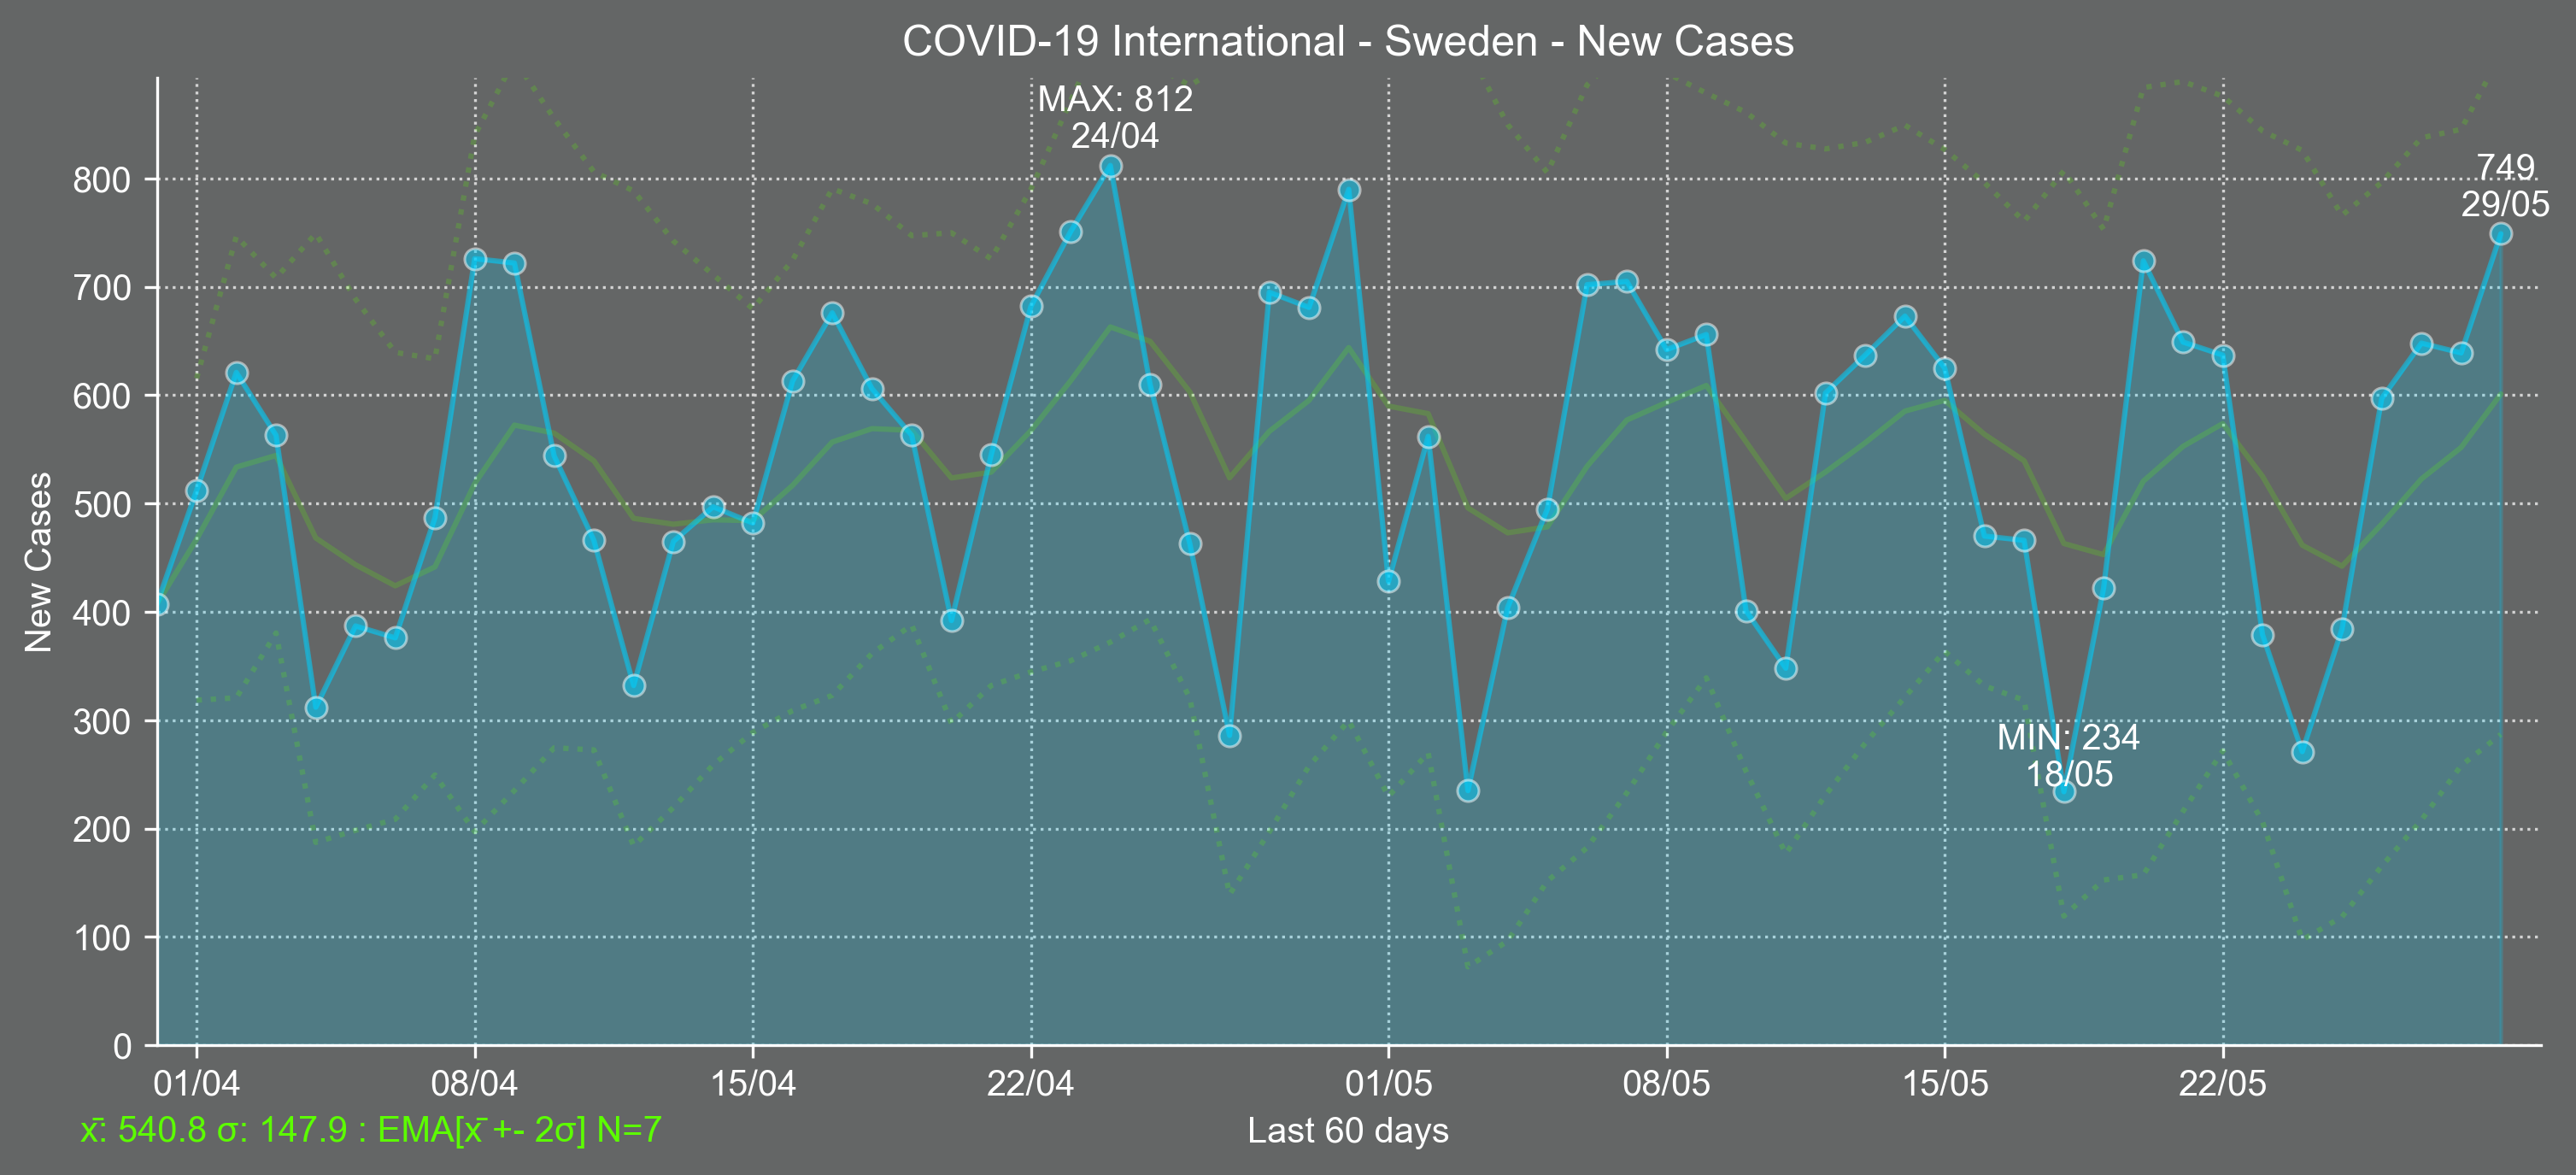 COVID-19 International - Sweden - New Cases
MAX: 812
24/04
749
29/05
800
700
600
500
400
300
200
100
0
New Cases
MIN: 234
18/05
01/04 08/04 15/04 22/04 01/05 08/05 15/05 22/05
x̄: 540.8 σ: 147.9 : EMA[x̄ +- 2σ] N=7
Last 60 days